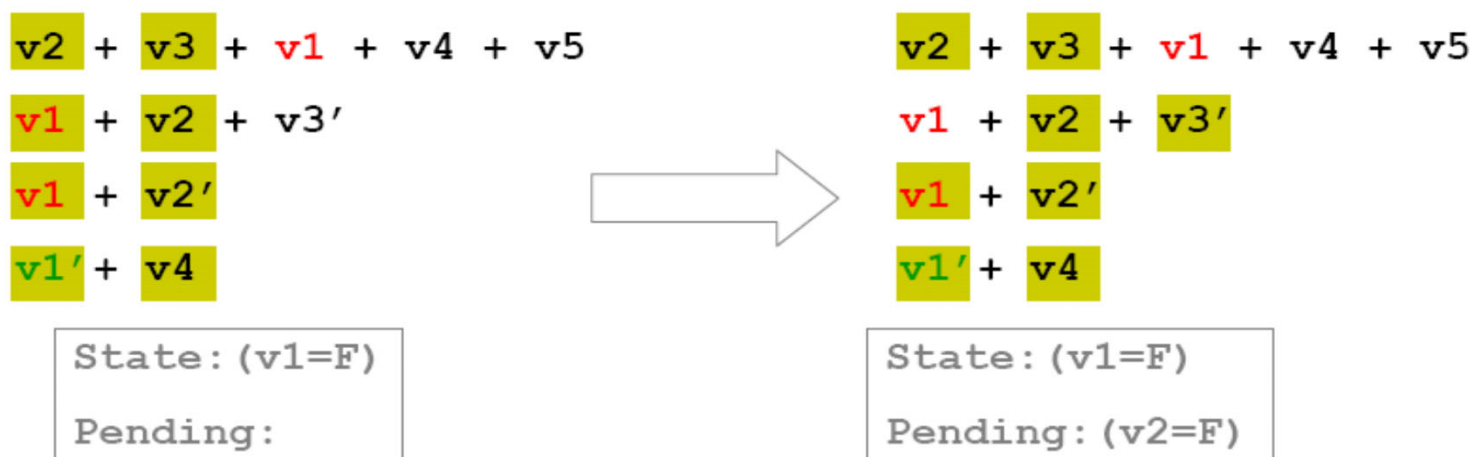 v2 + v3 + v1 + v4 + v5
v1 + v2 + v3′
v1 + v2′
v1′ + v4
State:(v1=F)
Pending:
v2 + v3 + v1 + v4 + v5
v1 + v2 + v3′
v1 + v2′
v1′ + v4
State:(v1=F)
Pending:(v2=F)